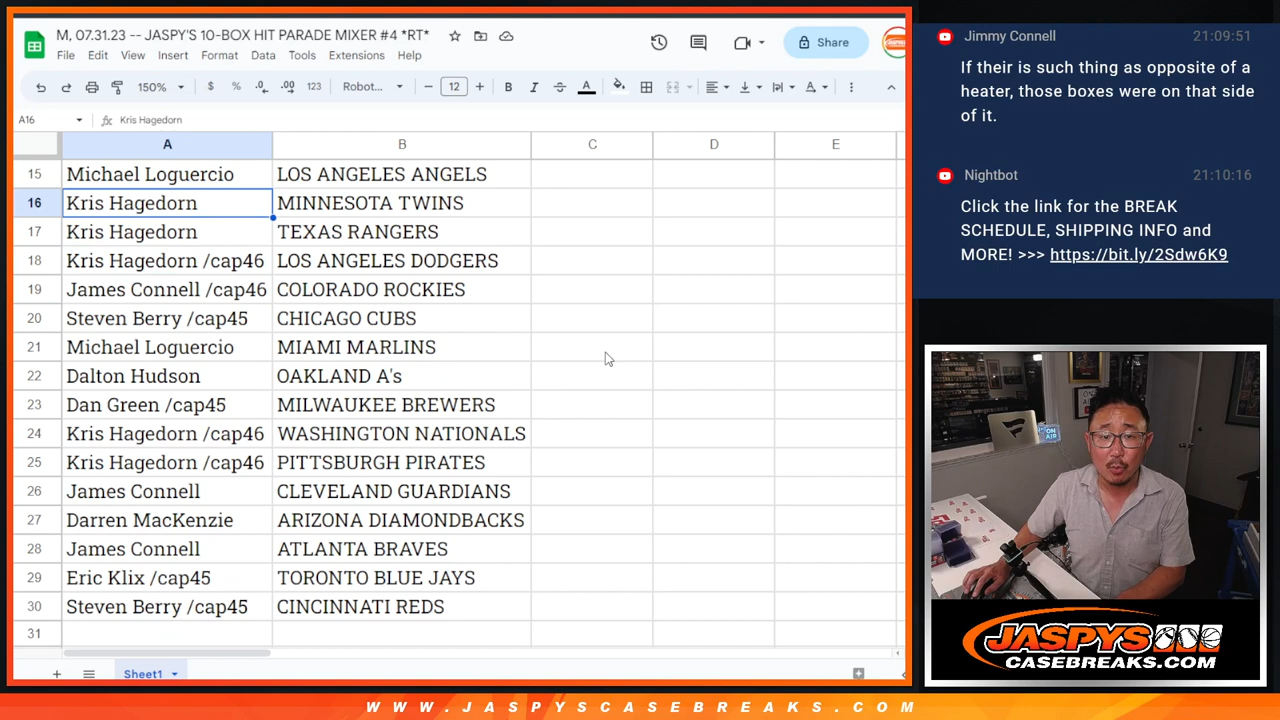 M, 07.31.23 -- JASPY'S 10-BOX HIT PARADE MIXER #4 *RT*
File Edit View Insert Format Data Tools Extensions Help
Share
150% $ % .0 .00 123 Robot... 12 B I A
A16 fx Kris Hagedorn
A B C D E
15 Michael Loguercio LOS ANGELES ANGELS
16 Kris Hagedorn MINNESOTA TWINS
17 Kris Hagedorn TEXAS RANGERS
18 Kris Hagedorn /cap46 LOS ANGELES DODGERS
19 James Connell /cap46 COLORADO ROCKIES
20 Steven Berry /cap45 CHICAGO CUBS
21 Michael Loguercio MIAMI MARLINS
22 Dalton Hudson OAKLAND A's
23 Dan Green /cap45 MILWAUKEE BREWERS
24 Kris Hagedorn /cap46 WASHINGTON NATIONALS
25 Kris Hagedorn /cap46 PITTSBURGH PIRATES
26 James Connell CLEVELAND GUARDIANS
27 Darren MacKenzie ARIZONA DIAMONDBACKS
28 James Connell ATLANTA BRAVES
29 Eric Klix /cap45 TORONTO BLUE JAYS
30 Steven Berry /cap45 CINCINNATI REDS
31
Sheet1
Jimmy Connell 21:09:51
If their is such thing as opposite of a
heater, those boxes were on that side
of it.
Nightbot 21:10:16
Click the link for the BREAK
SCHEDULE, SHIPPING INFO and
MORE! >>> https://bit.ly/2Sdw6K9
ON AIR
JASPYS
CASEBREAKS.COM
WWW.JASPYSCASEBREAKS.COM